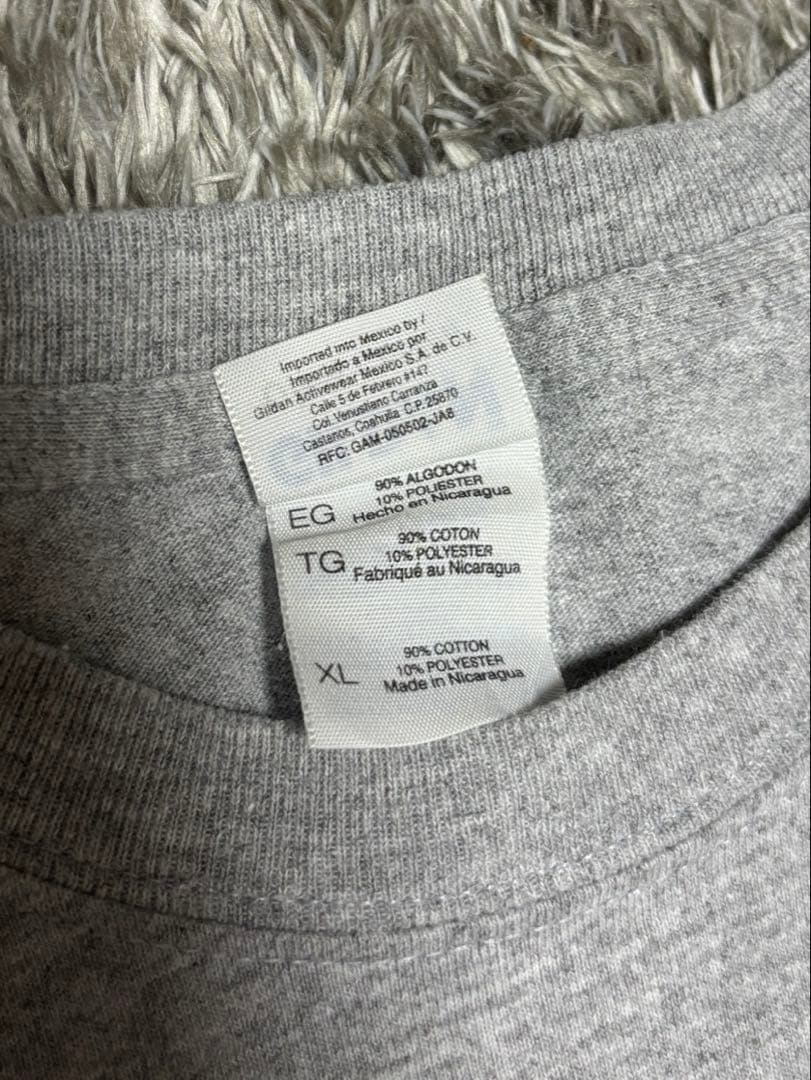 Imported into Mexico by /
Importado a Mexico por
Gildan Activewear Mexico S.A. de C.V.
Calle 5 de Febrero #147
Col. Venustiano Carranza
Castanos, Coahuila C.P. 25870
RFC: GAM-050502-JA8
90% ALGODON
10% POLIESTER
EG Hecho en Nicaragua
90% COTON
TG 10% POLYESTER
Fabriqué au Nicaragua
90% COTTON
XL 10% POLYESTER
Made in Nicaragua